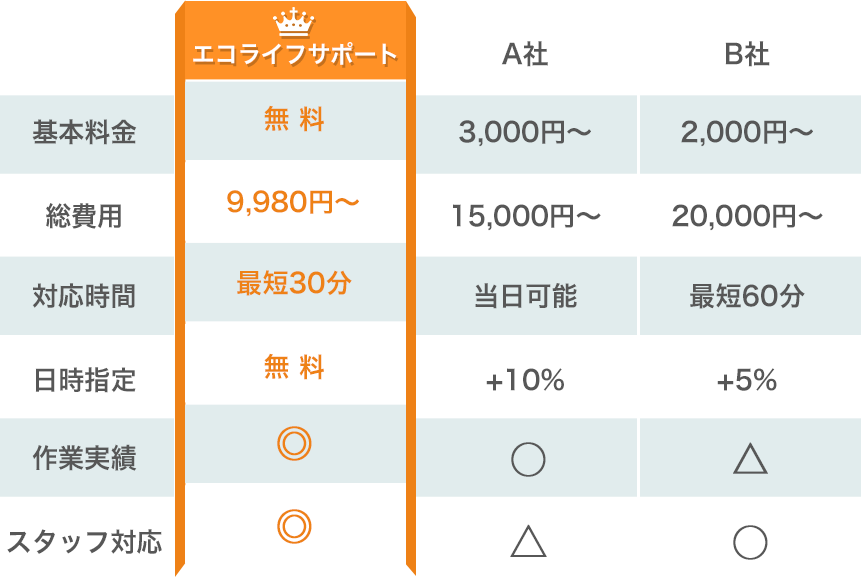 エコライフサポート A社 B社
基本料金 無料 3,000円〜 2,000円〜
総費用 9,980円〜 15,000円〜 20,000円〜
対応時間 最短30分 当日可能 最短60分
日時指定 無料 +10% +5%
作業実績 ◎ ○ △
スタッフ対応 ◎ △ ○